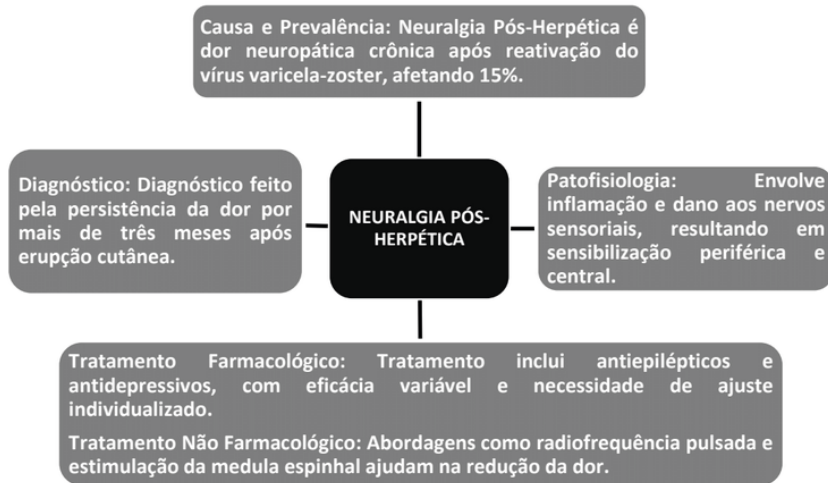 Causa e Prevalência: Neuralgia Pós-Herpética é
dor neuropática crônica após reativação do
vírus varicela-zoster, afetando 15%.
Diagnóstico: Diagnóstico feito
pela persistência da dor por
mais de três meses após
erupção cutânea.
NEURALGIA PÓS-
HERPÉTICA
Patofisiologia: Envolve
inflamação e dano aos nervos
sensoriais, resultando em
sensibilização periférica e
central.
Tratamento Farmacológico: Tratamento inclui antiepilépticos e
antidepressivos, com eficácia variável e necessidade de ajuste
individualizado.
Tratamento Não Farmacológico: Abordagens como radiofrequência pulsada e
estimulação da medula espinhal ajudam na redução da dor.